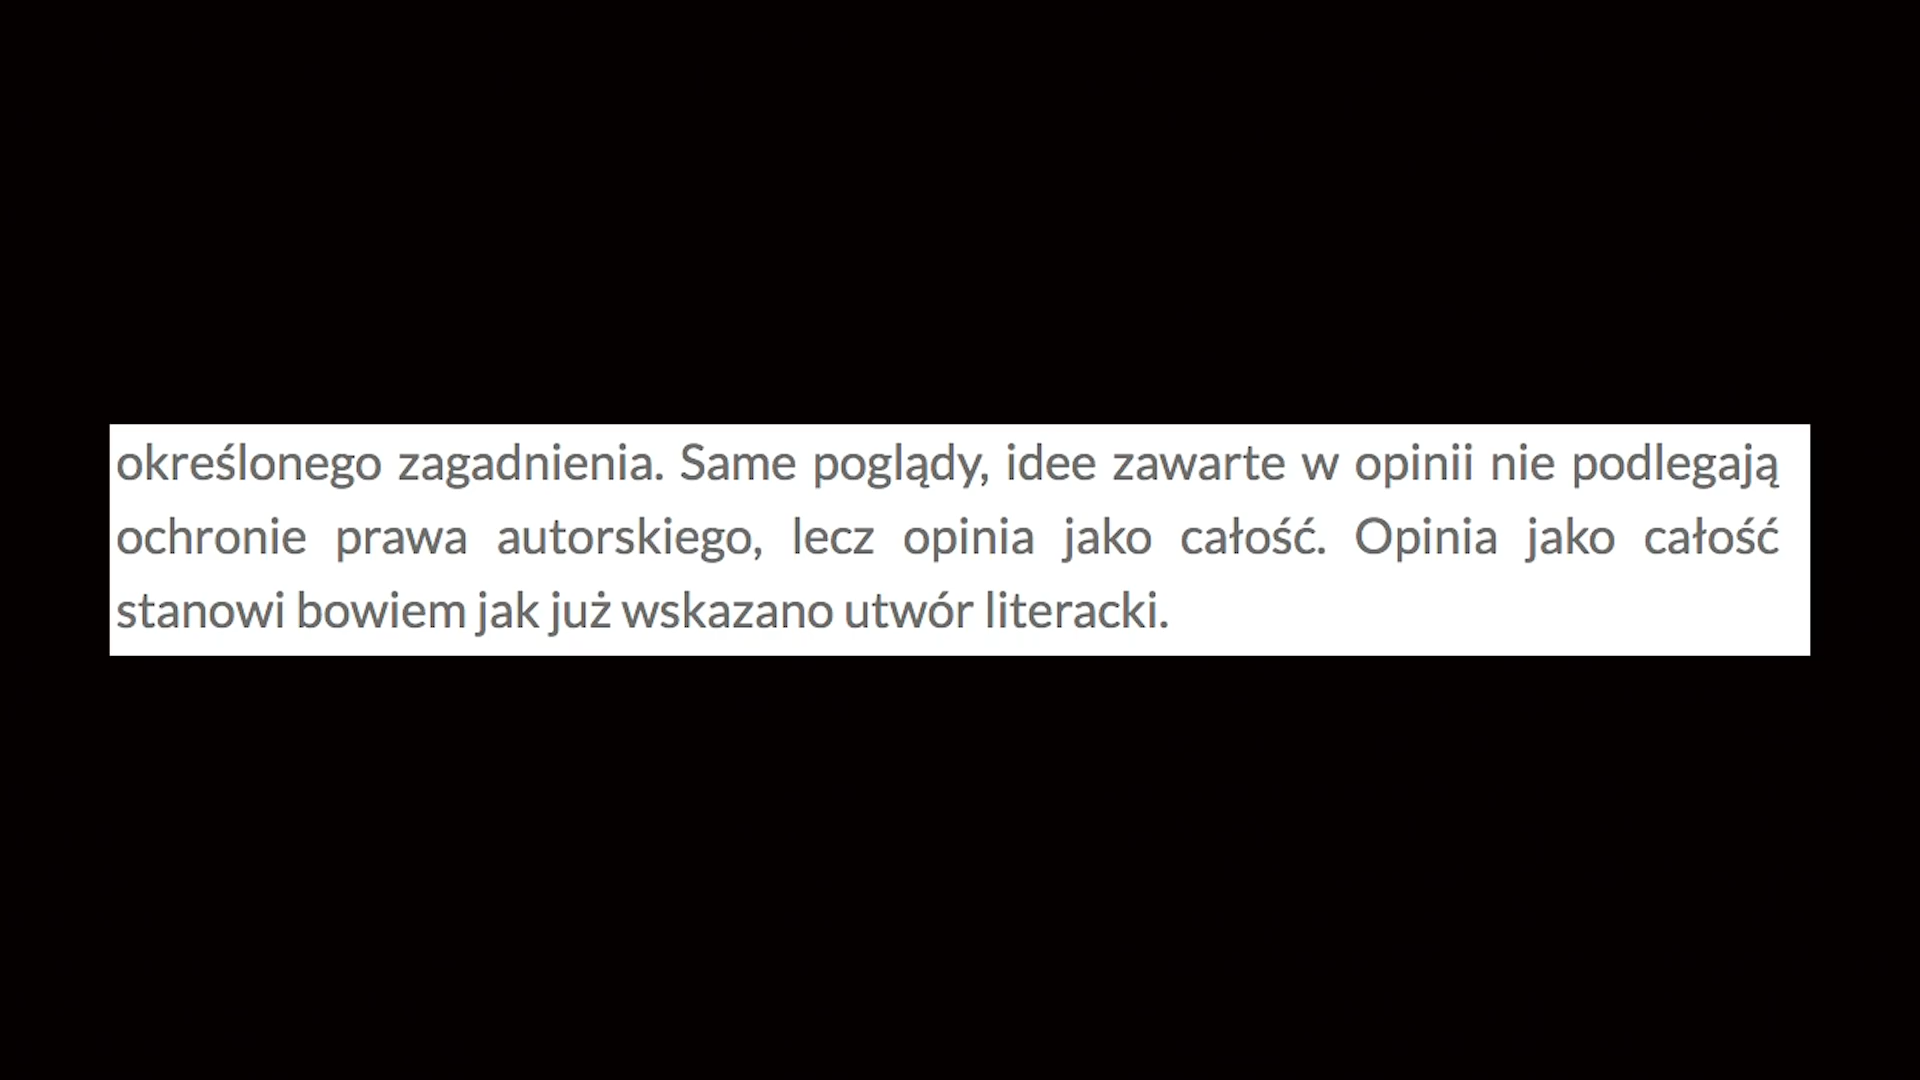 określonego zagadnienia. Same poglądy, idee zawarte w opinii nie podlegają
ochronie prawa autorskiego, lecz opinia jako całość. Opinia jako całość
stanowi bowiem jak już wskazano utwór literacki.